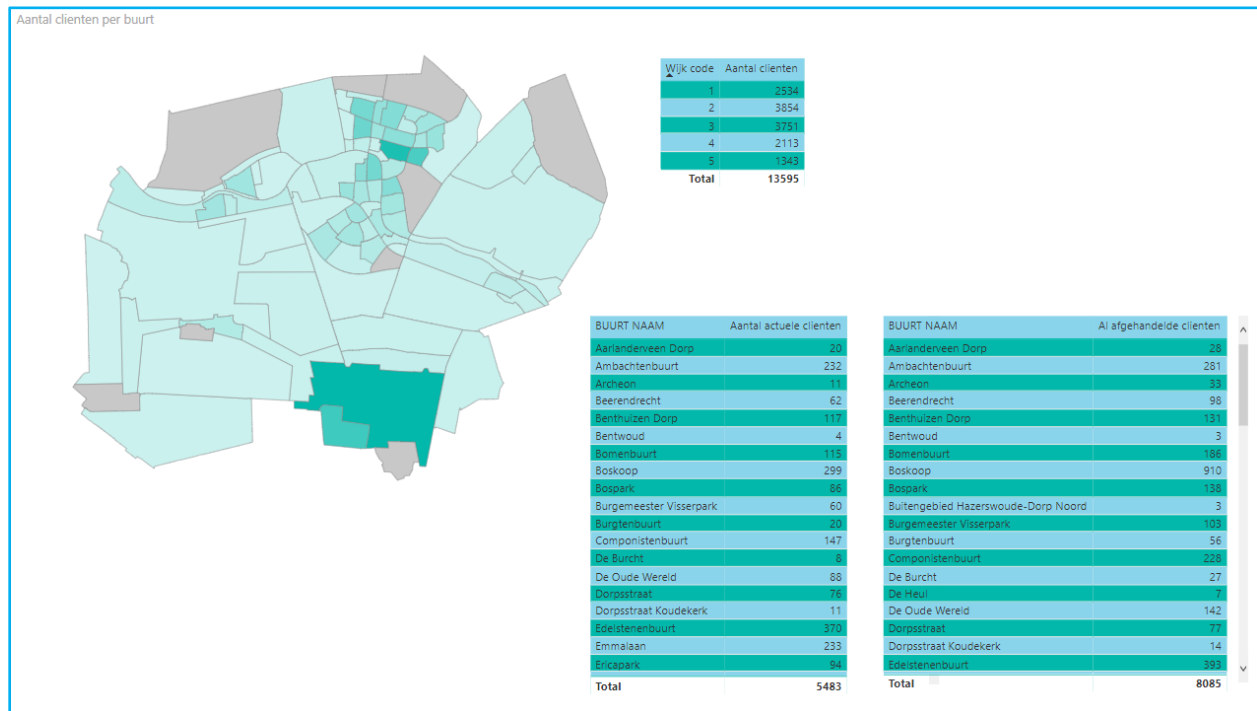 Aantal clienten per buurt
Wijk code Aantal clienten
1 2534
2 3854
3 3751
4 2113
5 1343
Total 13595
BUURT NAAM Aantal actuele clienten
Aarlanderveen Dorp 20
Ambachtenbuurt 232
Archeon 11
Beerendrecht 62
Benthuizen Dorp 117
Bentwoud 4
Bomenbuurt 115
Boskoop 299
Bospark 86
Burgemeester Visserpark 60
Burgtenbuurt 20
Componistenbuurt 147
De Burcht 8
De Oude Wereld 88
Dorpsstraat 76
Dorpsstraat Koudekerk 11
Edelstenenbuurt 370
Emmalaan 233
Ericapark 94
Total 5483
BUURT NAAM Al afgehandelde clienten
Aarlanderveen Dorp 28
Ambachtenbuurt 281
Archeon 33
Beerendrecht 98
Benthuizen Dorp 131
Bentwoud 3
Bomenbuurt 186
Boskoop 910
Bospark 138
Buitengebied Hazerswoude-Dorp Noord 3
Burgemeester Visserpark 103
Burgtenbuurt 56
Componistenbuurt 228
De Burcht 27
De Heul 7
De Oude Wereld 142
Dorpsstraat 77
Dorpsstraat Koudekerk 14
Edelstenenbuurt 393
Total 8085